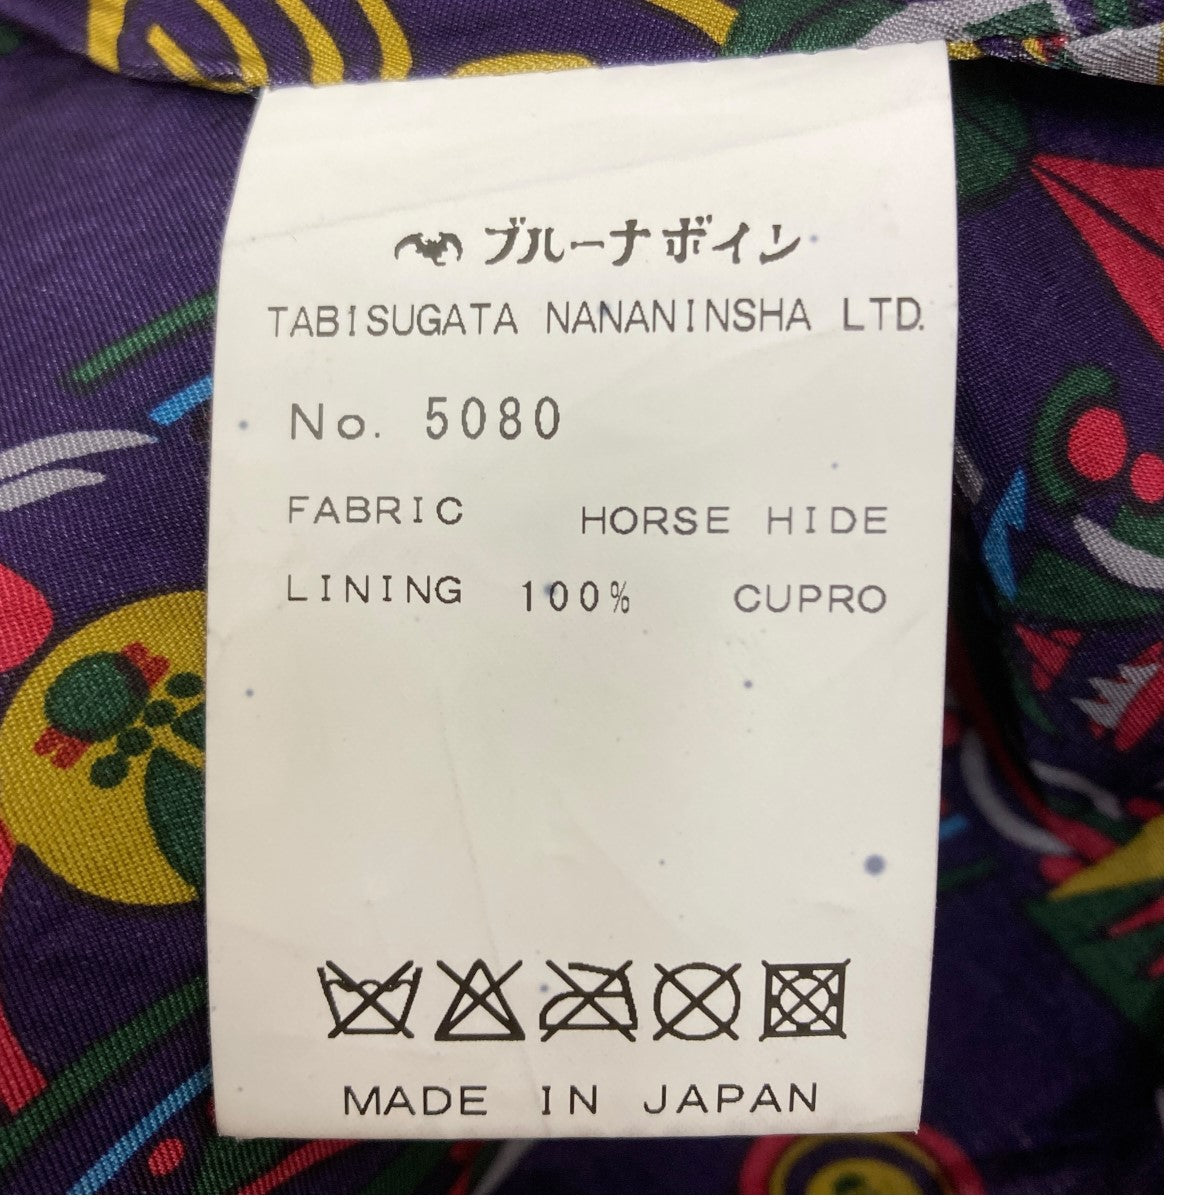 ブルーナボイン
TABISUGATA NANANINSHA LTD.
No. 5080
FABRIC HORSE HIDE
LINING 100% CUPRO
MADE IN JAPAN